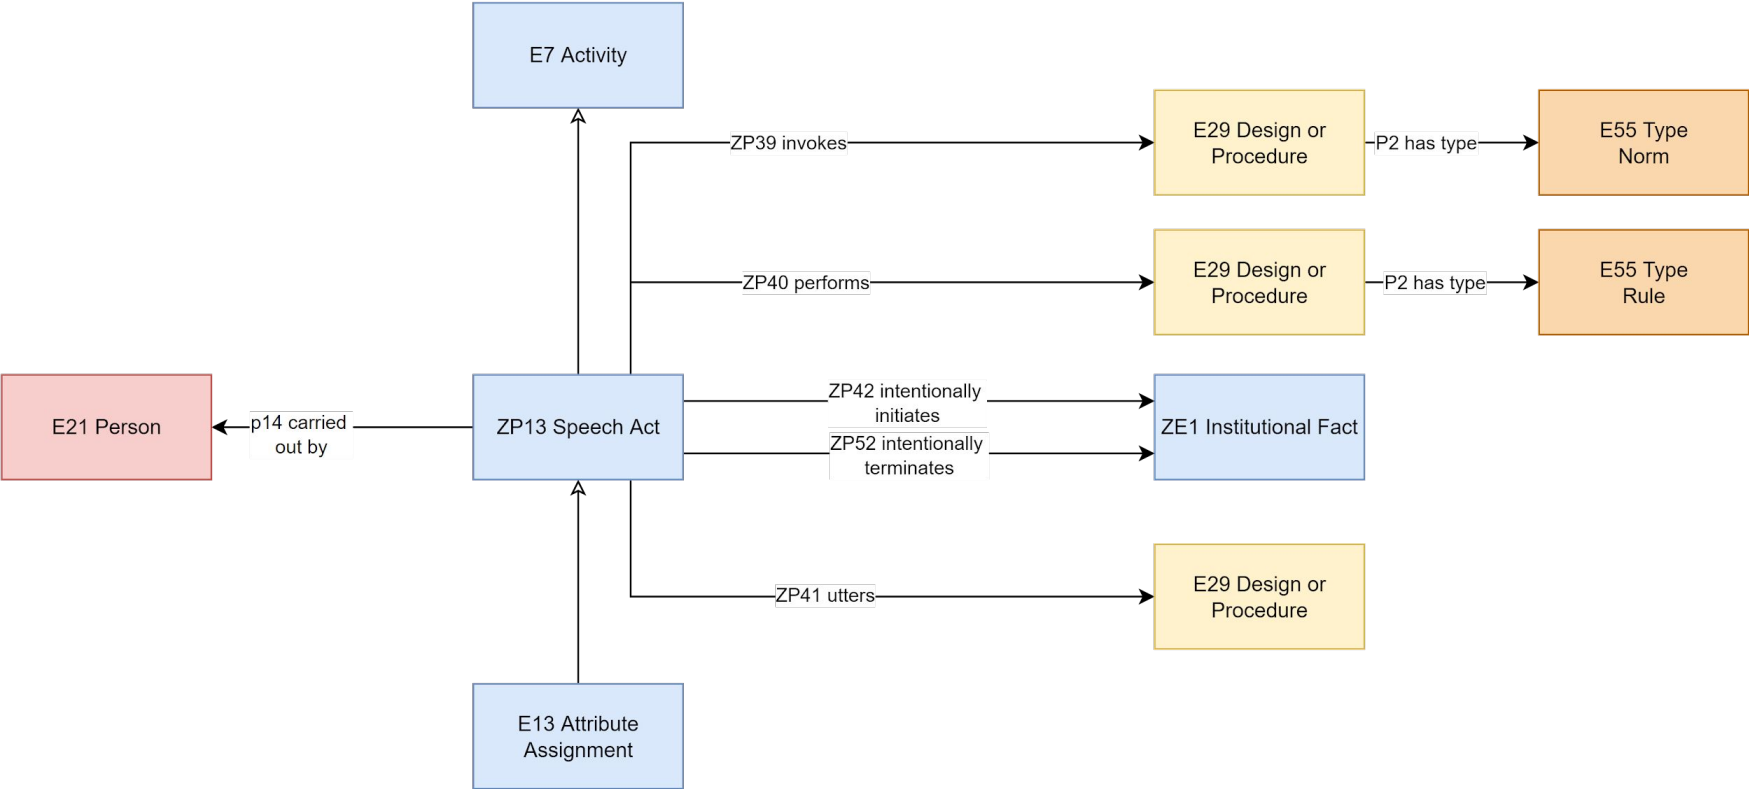 E7 Activity
ZP39 invokes
E29 Design or
Procedure
P2 has type
E55 Type
Norm
ZP40 performs
E29 Design or
Procedure
P2 has type
E55 Type
Rule
E21 Person
p14 carried
out by
ZP13 Speech Act
ZP42 intentionally
initiates
ZP52 intentionally
terminates
ZE1 Institutional Fact
ZP41 utters
E29 Design or
Procedure
E13 Attribute
Assignment